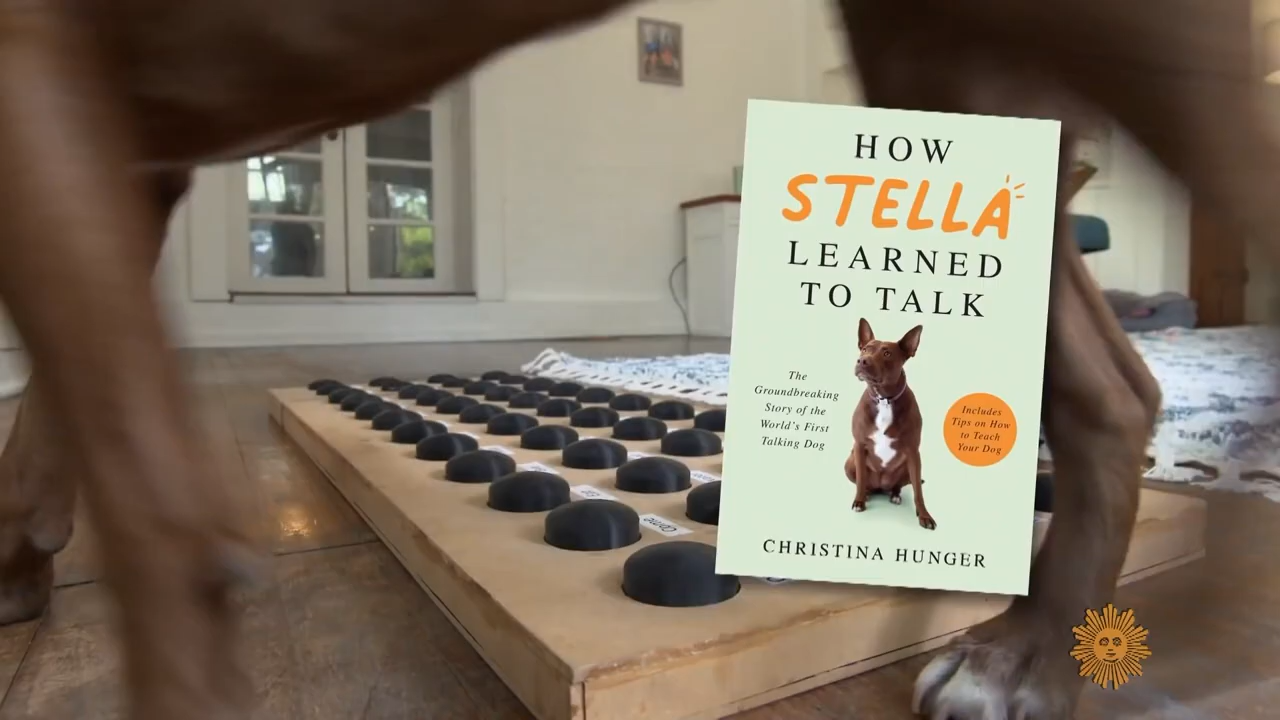 HOW
STELLA
LEARNED
TO TALK
The
Groundbreaking
Story of the
World's First
Talking Dog
Includes
Tips on How
to Teach
Your Dog
CHRISTINA HUNGER
Come